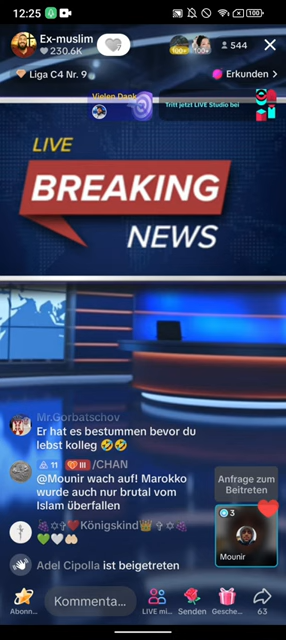 12:25
100
Ex-muslim
230.6K
100+
544
Liga C4 Nr. 9
Erkunden
Vielen Dank
Tritt jetzt LIVE Studio bei
LIVE
BREAKING
NEWS
Mr.Gorbatschov
Er hat es bestummen bevor du
lebst kolleg 🤣🤣
11 III /CHAN
@Mounir wach auf! Marokko
wurde auch nur brutal vom
Islam überfallen
🍇✡️✞❤️Königskind👑✞✡️🍇
💚🤍🙏🏻
Adel Cipolla ist beigetreten
Anfrage zum
Beitreten
3
Mounir
Abonn...
Kommenta...
LIVE mi...
Senden
Gesche...
63